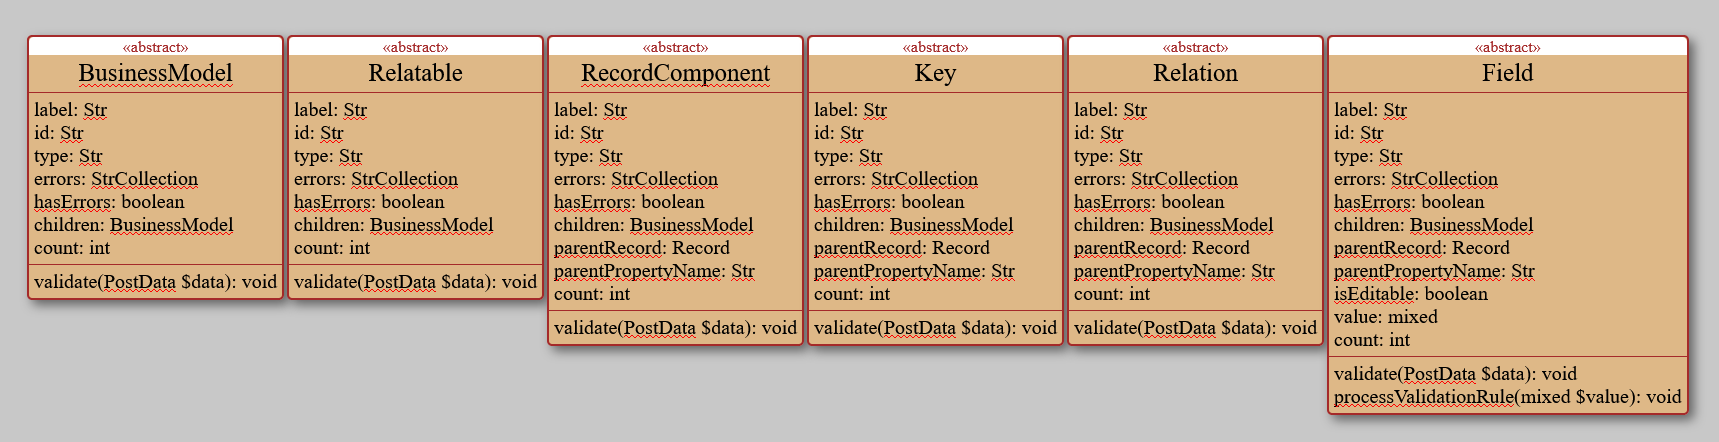 «abstract»
BusinessModel
label: Str
id: Str
type: Str
errors: StrCollection
hasErrors: boolean
children: BusinessModel
count: int
validate(PostData $data): void
«abstract»
Relatable
label: Str
id: Str
type: Str
errors: StrCollection
hasErrors: boolean
children: BusinessModel
count: int
validate(PostData $data): void
«abstract»
RecordComponent
label: Str
id: Str
type: Str
errors: StrCollection
hasErrors: boolean
children: BusinessModel
parentRecord: Record
parentPropertyName: Str
count: int
validate(PostData $data): void
«abstract»
Key
label: Str
id: Str
type: Str
errors: StrCollection
hasErrors: boolean
children: BusinessModel
parentRecord: Record
parentPropertyName: Str
count: int
validate(PostData $data): void
«abstract»
Relation
label: Str
id: Str
type: Str
errors: StrCollection
hasErrors: boolean
children: BusinessModel
parentRecord: Record
parentPropertyName: Str
count: int
validate(PostData $data): void
«abstract»
Field
label: Str
id: Str
type: Str
errors: StrCollection
hasErrors: boolean
children: BusinessModel
parentRecord: Record
parentPropertyName: Str
isEditable: boolean
value: mixed
count: int
validate(PostData $data): void
processValidationRule(mixed $value): void